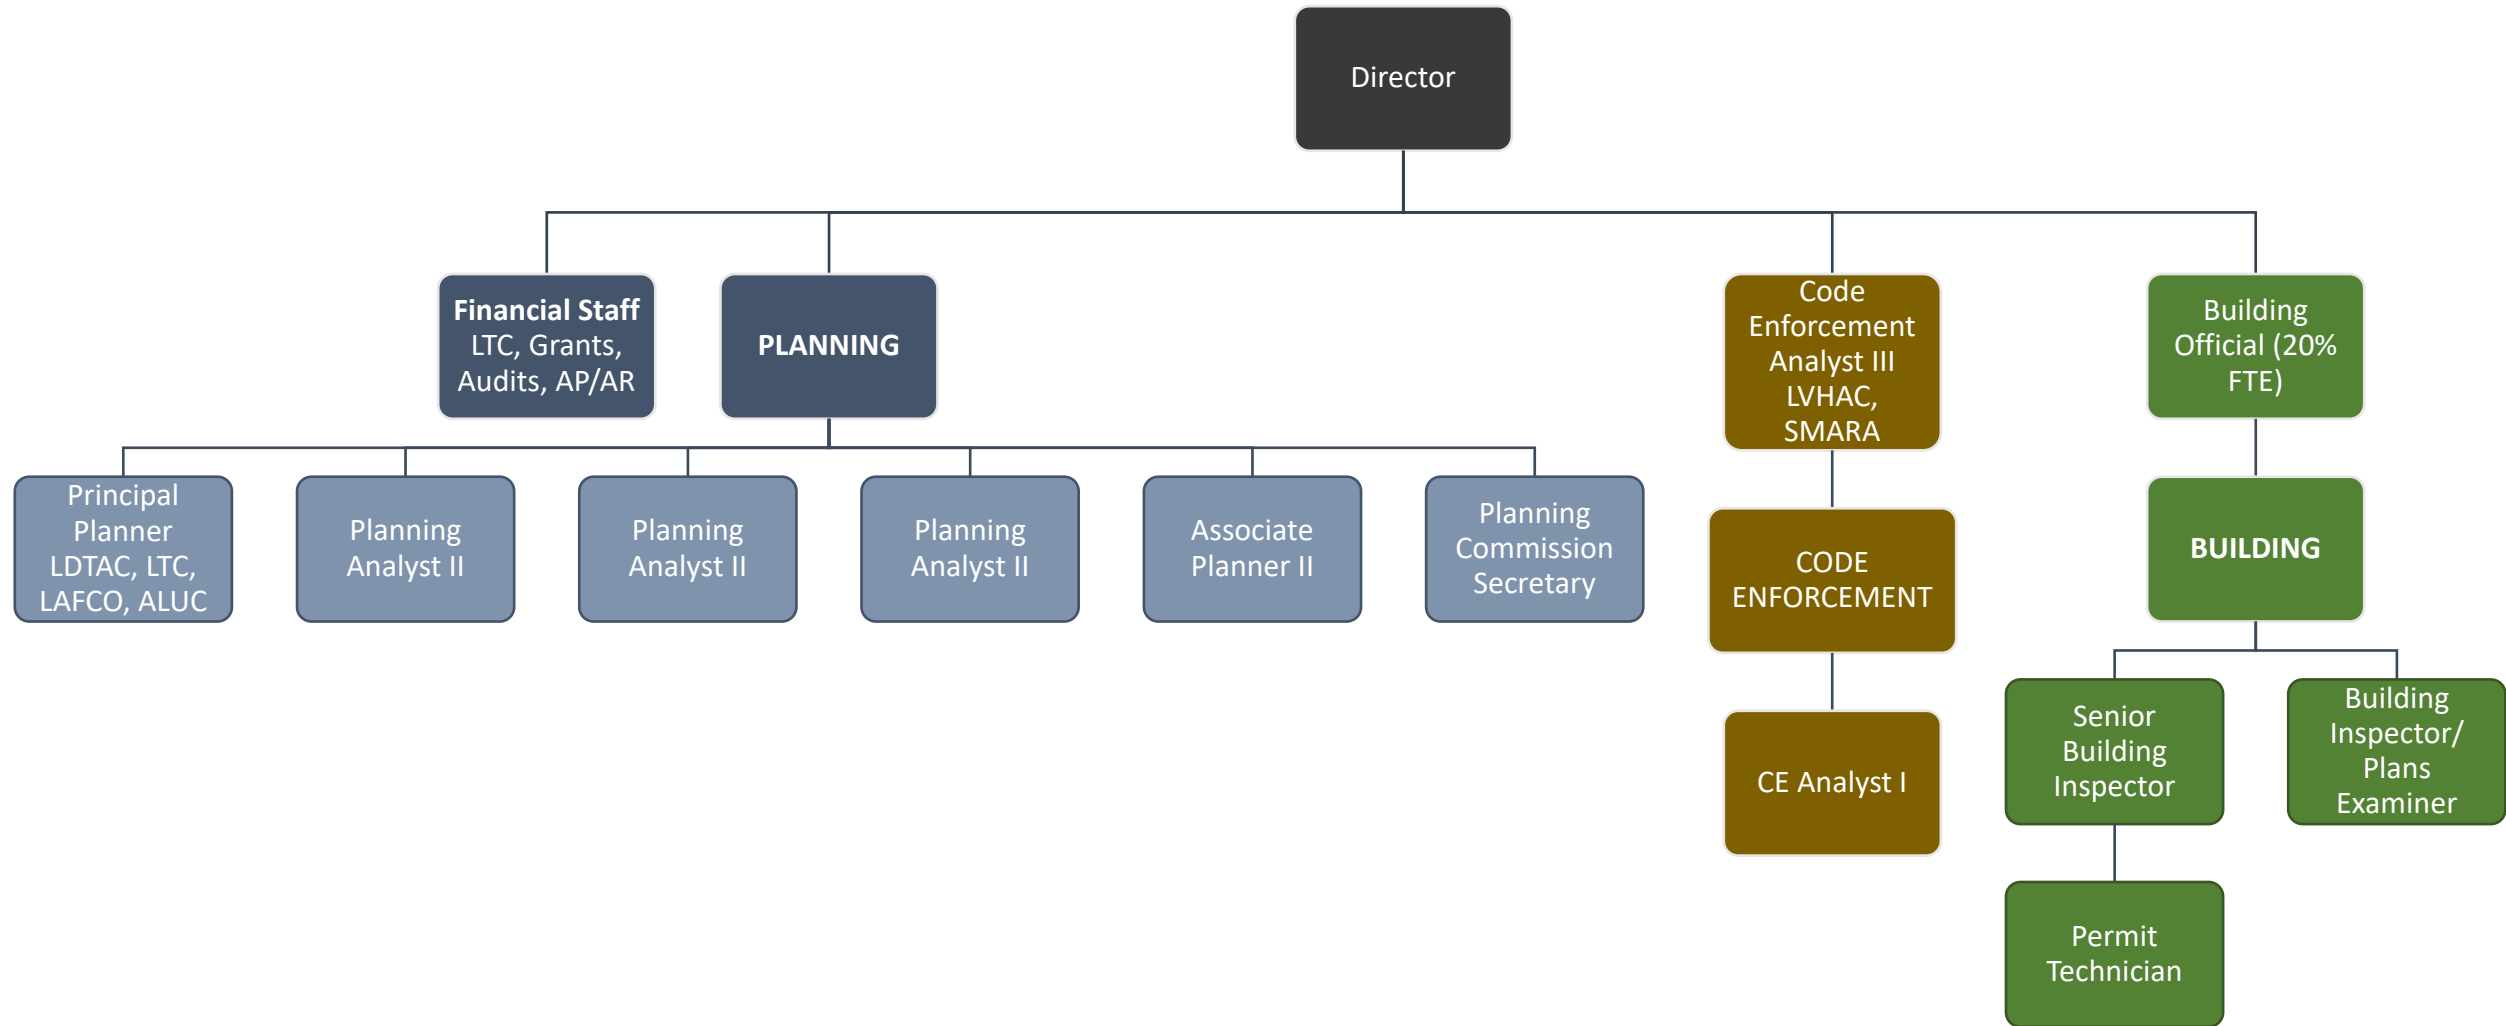 Director
Financial Staff
LTC, Grants,
Audits, AP/AR
PLANNING
Code
Enforcement
Analyst III
LVHAC,
SMARA
Building
Official (20%
FTE)
Principal
Planner
LDTAC, LTC,
LAFCO, ALUC
Planning
Analyst II
Planning
Analyst II
Planning
Analyst II
Associate
Planner II
Planning
Commission
Secretary
CODE
ENFORCEMENT
BUILDING
CE Analyst I
Senior
Building
Inspector
Building
Inspector/
Plans
Examiner
Permit
Technician